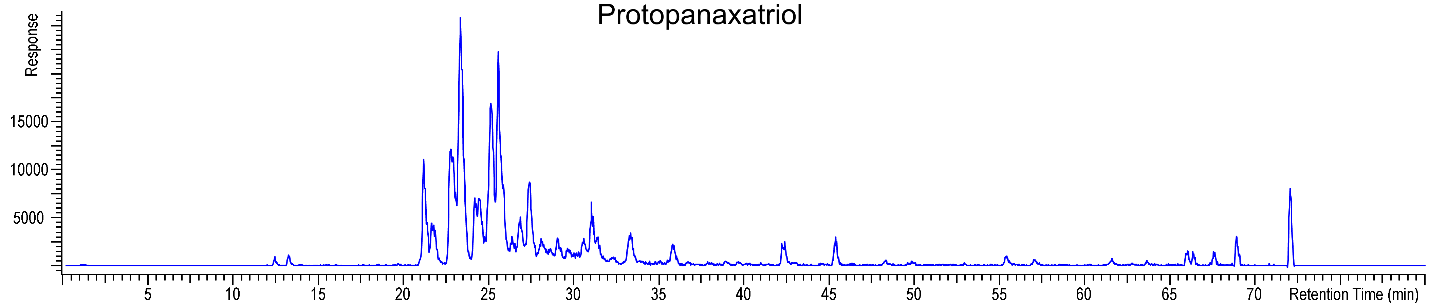 Protopanaxatriol
Response
15000
10000
5000
5 10 15 20 25 30 35 40 45 50 55 60 65 70 Retention Time (min)